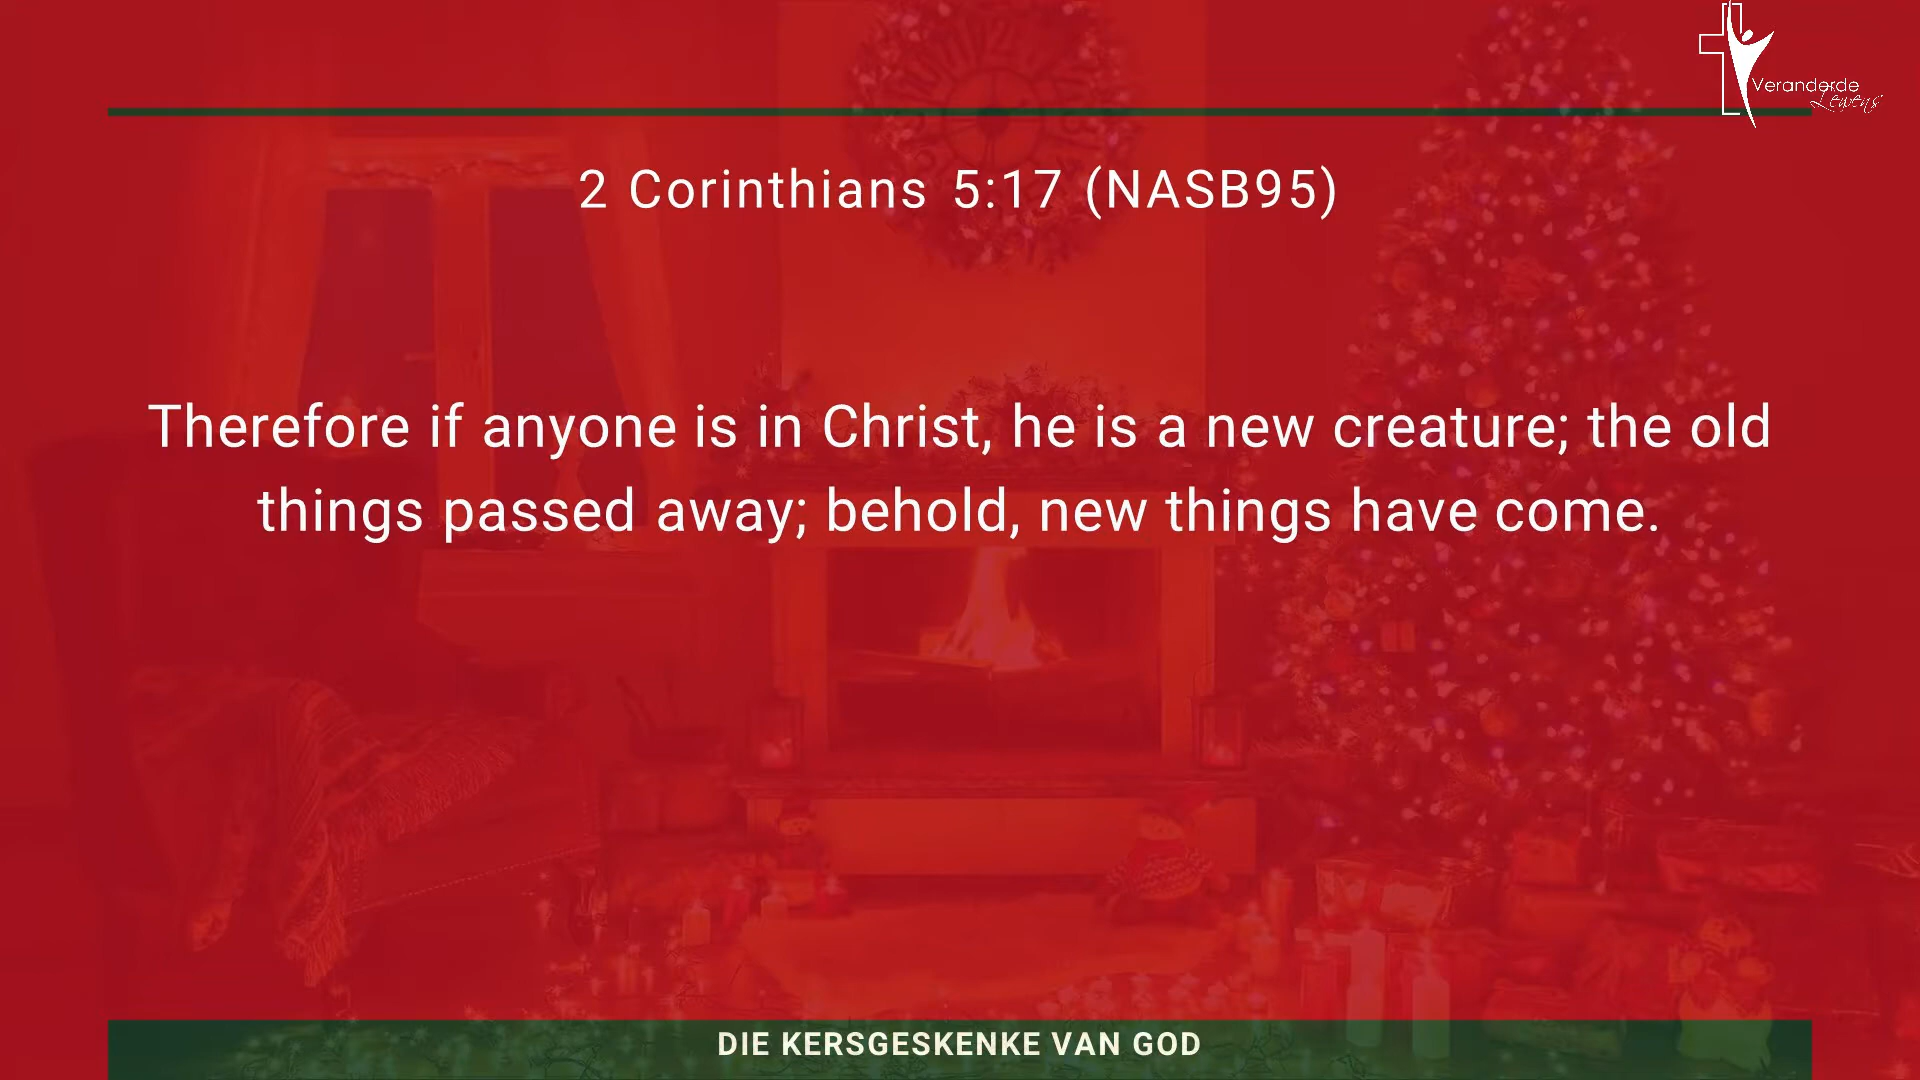 Veranderde
Lewens
2 Corinthians 5:17 (NASB95)
Therefore if anyone is in Christ, he is a new creature; the old
things passed away; behold, new things have come.
DIE KERSGESKENKE VAN GOD